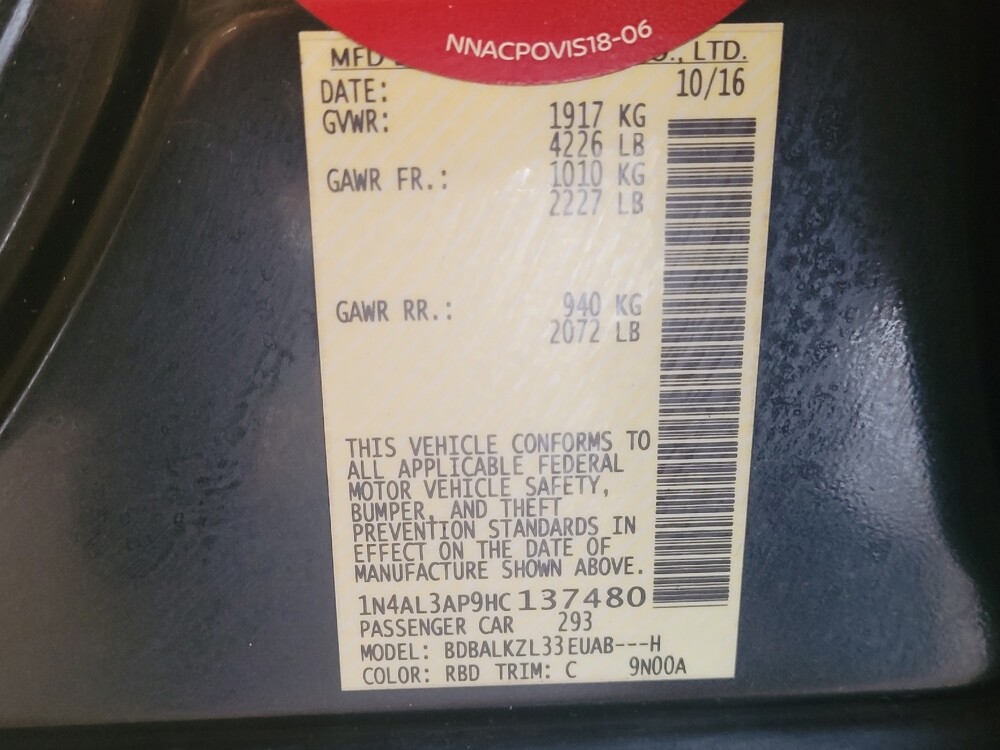 NNACPOVIS18-06
MFD
, LTD.
DATE: 10/16
GVWR: 1917 KG
4226 LB
GAWR FR.: 1010 KG
2227 LB
GAWR RR.: 940 KG
2072 LB
THIS VEHICLE CONFORMS TO
ALL APPLICABLE FEDERAL
MOTOR VEHICLE SAFETY,
BUMPER, AND THEFT
PREVENTION STANDARDS IN
EFFECT ON THE DATE OF
MANUFACTURE SHOWN ABOVE.
1N4AL3AP9HC137480
PASSENGER CAR 293
MODEL: BDBALKZL33EUAB---H
COLOR: RBD TRIM: C 9N00A